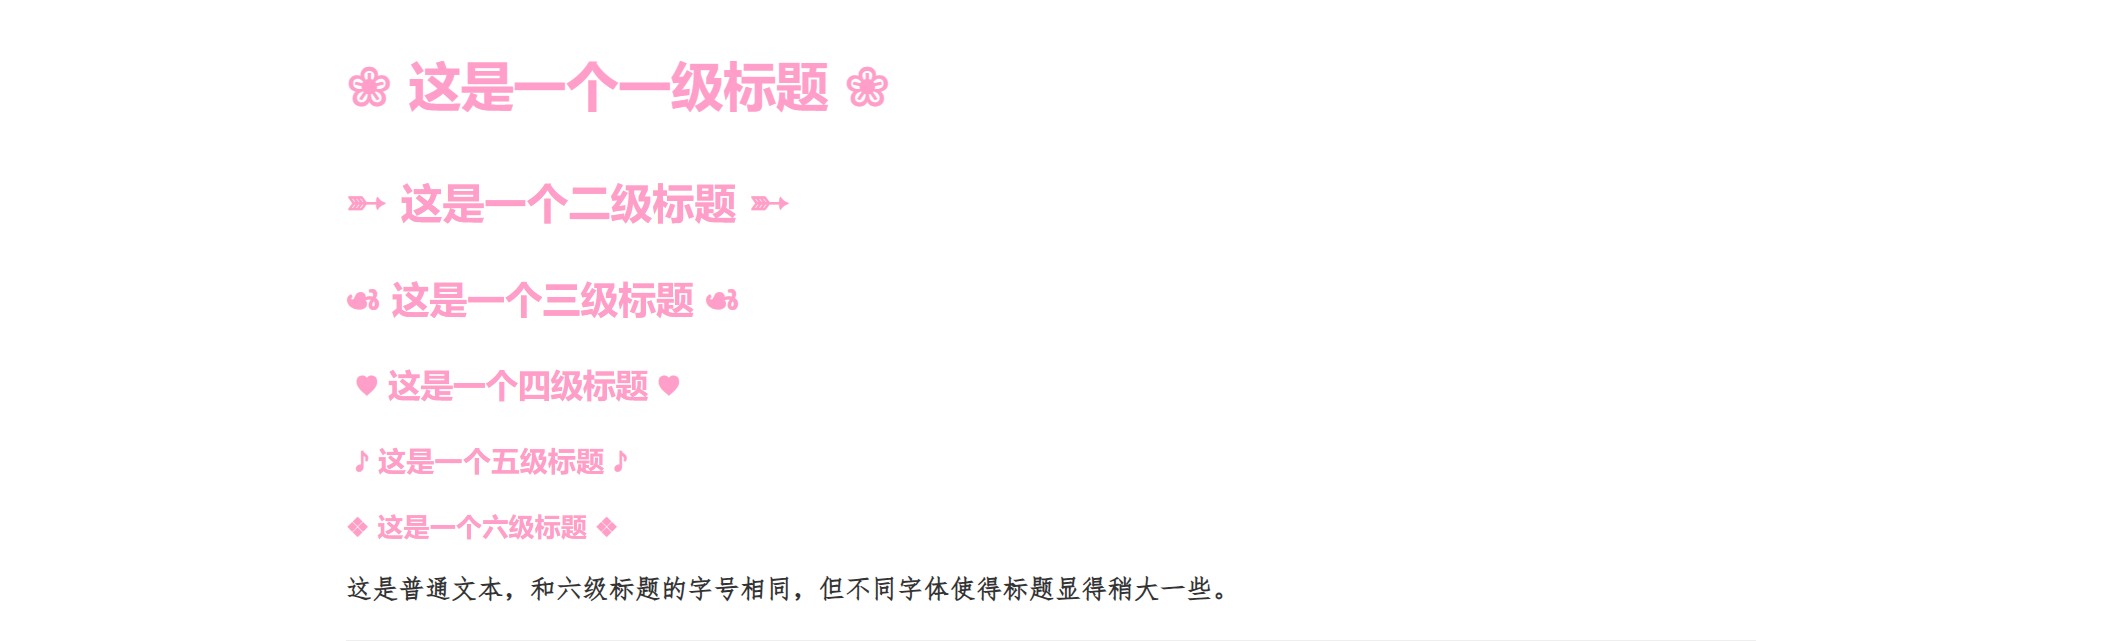 ❀ 这是一个一级标题 ❀
➳ 这是一个二级标题 ➳
☙ 这是一个三级标题 ☙
♥ 这是一个四级标题 ♥
♪ 这是一个五级标题 ♪
❖ 这是一个六级标题 ❖
这是普通文本，和六级标题的字号相同，但不同字体使得标题显得稍大一些。